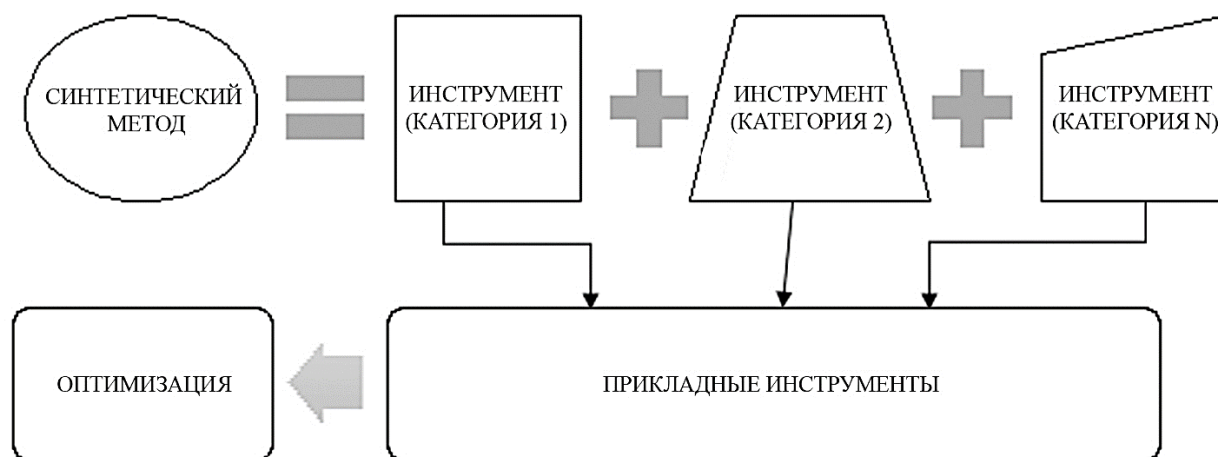 СИНТЕТИЧЕСКИЙ
МЕТОД
ИНСТРУМЕНТ
(КАТЕГОРИЯ 1)
ИНСТРУМЕНТ
(КАТЕГОРИЯ 2)
ИНСТРУМЕНТ
(КАТЕГОРИЯ N)
ОПТИМИЗАЦИЯ
ПРИКЛАДНЫЕ ИНСТРУМЕНТЫ